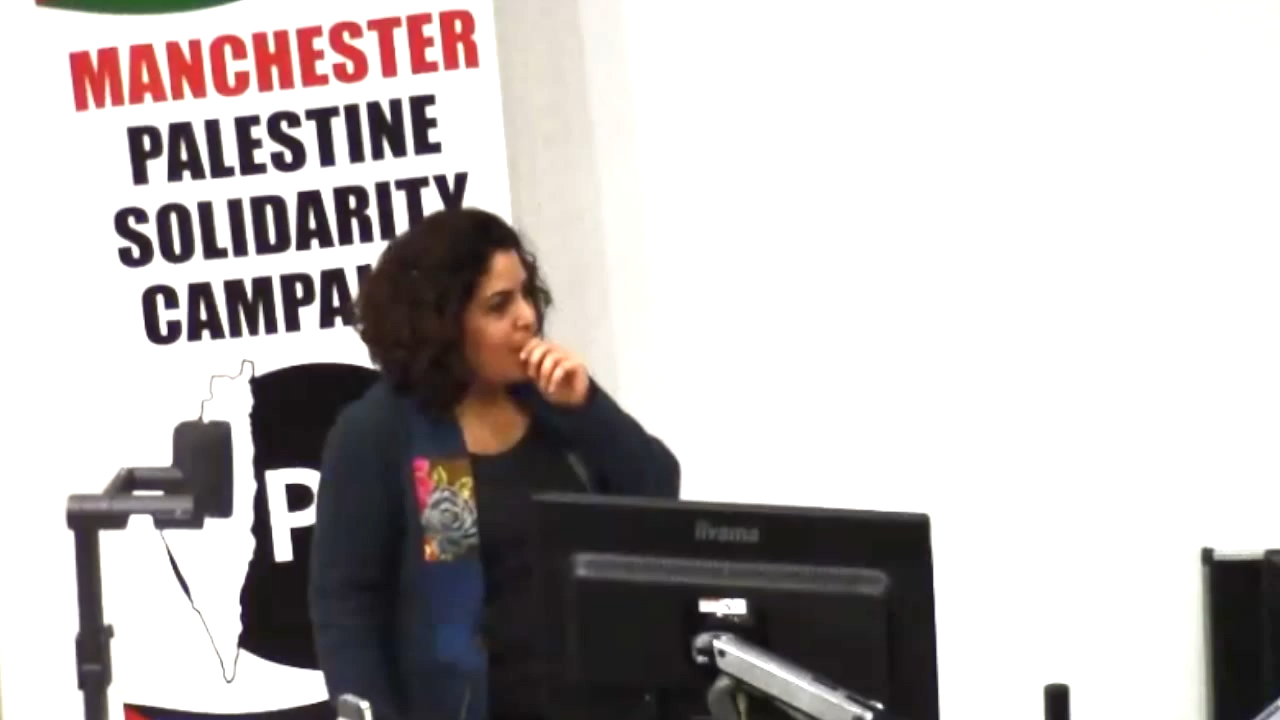 MANCHESTER
PALESTINE
SOLIDARITY
CAMPA
P
iiyama